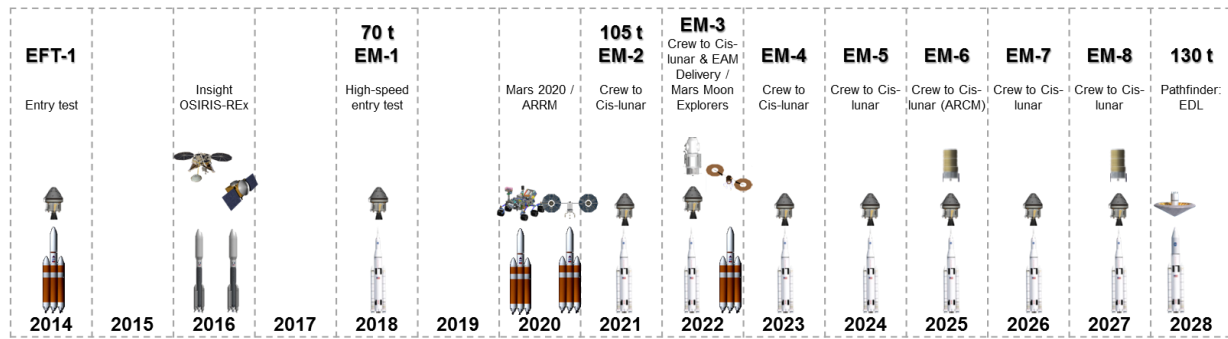 EFT-1
Entry test
2014
2015
Insight
OSIRIS-REx
2016
2017
70 t
EM-1
High-speed
entry test
2018
2019
Mars 2020 /
ARRM
2020
105 t
EM-2
Crew to
Cis-lunar
2021
EM-3
Crew to Cis-
lunar & EAM
Delivery /
Mars Moon
Explorers
2022
EM-4
Crew to
Cis-lunar
2023
EM-5
Crew to Cis-
lunar
2024
EM-6
Crew to Cis-
lunar (ARCM)
2025
EM-7
Crew to Cis-
lunar
2026
EM-8
Crew to Cis-
lunar
2027
130 t
Pathfinder:
EDL
2028